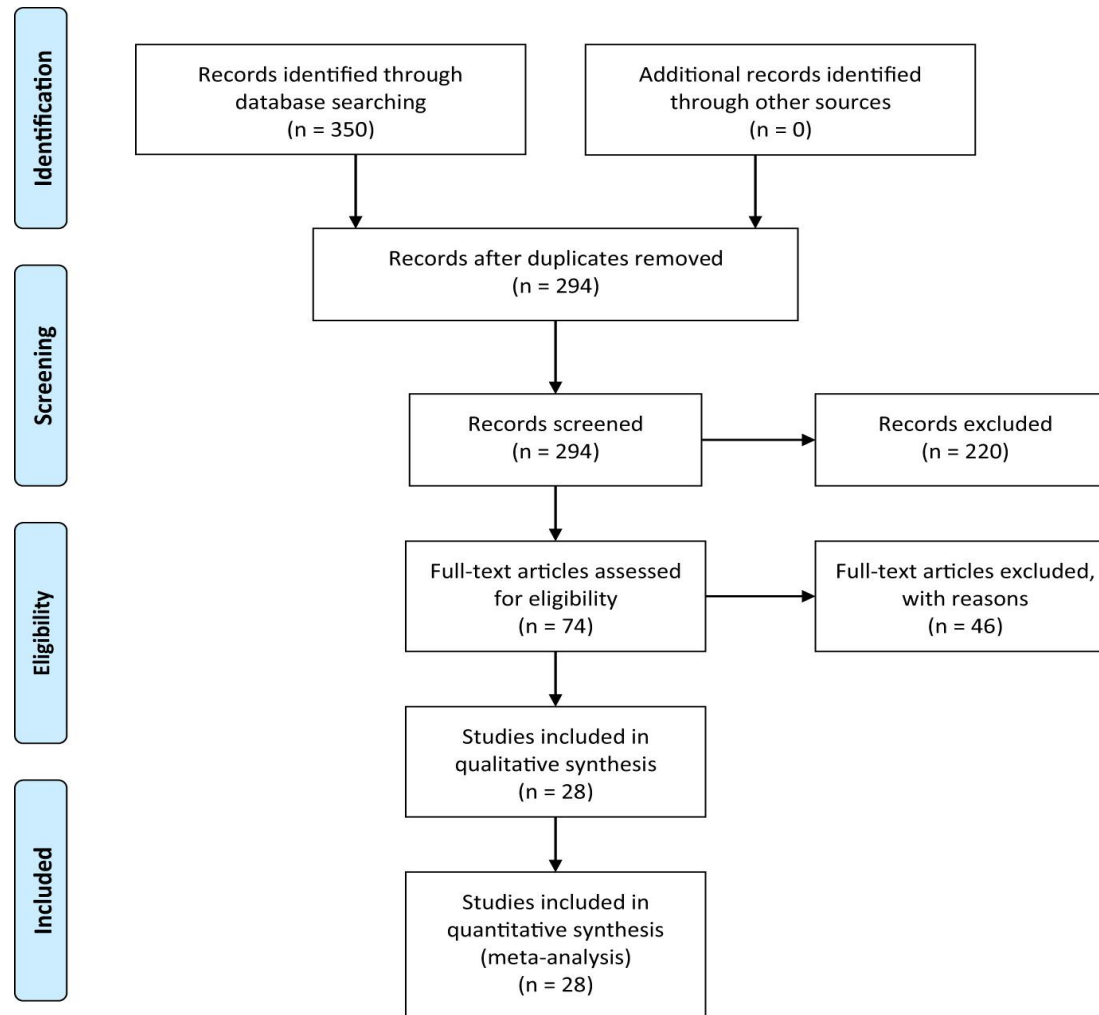 Identification
Records identified through
database searching
(n = 350)
Additional records identified
through other sources
(n = 0)
Records after duplicates removed
(n = 294)
Screening
Records screened
(n = 294)
Records excluded
(n = 220)
Eligibility
Full-text articles assessed
for eligibility
(n = 74)
Full-text articles excluded,
with reasons
(n = 46)
Studies included in
qualitative synthesis
(n = 28)
Included
Studies included in
quantitative synthesis
(meta-analysis)
(n = 28)